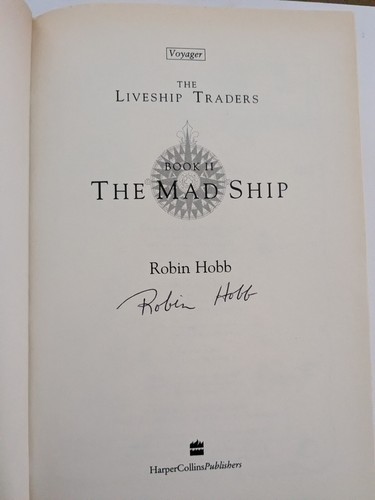 Voyager
THE
LIVESHIP TRADERS
BOOK II
THE MAD SHIP
Robin Hobb
Robin Hobb
HarperCollinsPublishers